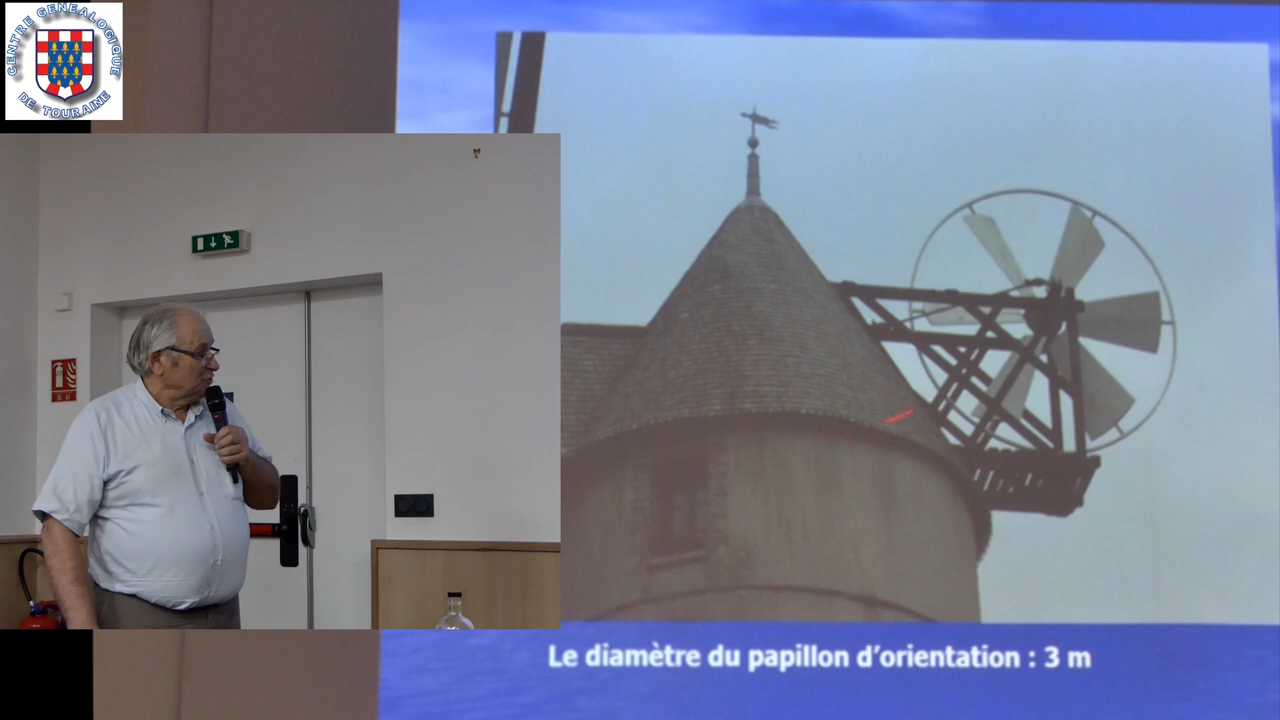 CENTRE GENEALOGIQUE
DE TOURAINE
Le diamètre du papillon d'orientation : 3 m